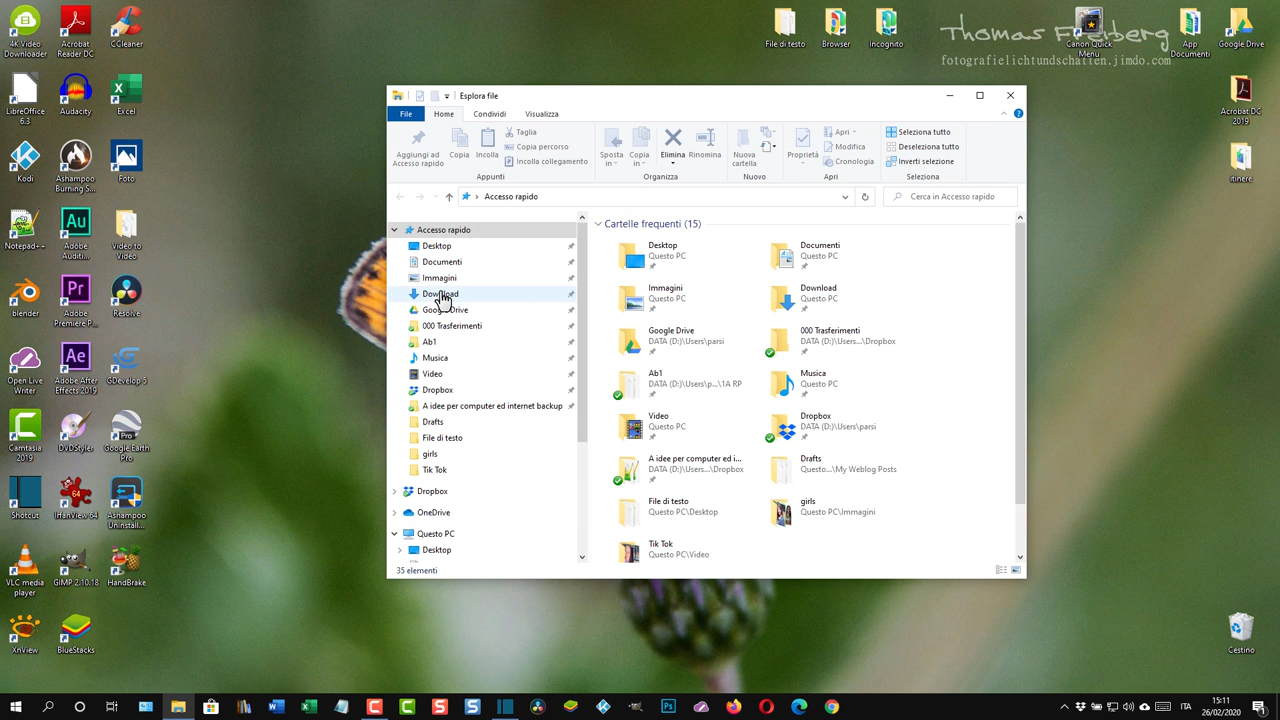 4K Video
Downloader
Acrobat
Reader DC
CCleaner
LibreOffice
6.3
Audacity
Excel
Kodi
Ashampoo
Burning S...
Foto
Notepad++
Adobe
Auditi...
Video to
Video
blender
Adobe
Premiere P...
Resolve
Open Live
Writer
Adobe After
Effects 2019
GDevelop 5
Camtasia
2019
DVDStyler
Google Earth
Pro
Shotcut
IrfanView 64
Ashampoo
Uninstall...
VLC media
player
GIMP 2.10.18
HandBrake
XnView
BlueStacks
File di testo
Browser
Incognito
Thomas Freiberg
fotografielichtundschatten.jimdo.com
Canon Quick
Menu
App
Documenti
Google Drive
Acrobat DC
2019
itinere
Cestino
Esplora file
File
Home
Condividi
Visualizza
Aggiungi ad
Accesso rapido
Copia
Incolla
Taglia
Copia percorso
Incolla collegamento
Appunti
Sposta
in
Copia
in
Elimina
Rinomina
Organizza
Nuova
cartella
Nuovo
Proprietà
Apri
Modifica
Cronologia
Apri
Seleziona tutto
Deseleziona tutto
Inverti selezione
Seleziona
Accesso rapido
Cerca in Accesso rapido
Accesso rapido
Desktop
Documenti
Immagini
Download
Google Drive
000 Trasferimenti
Ab1
Musica
Video
Dropbox
A idee per computer ed internet backup
Drafts
File di testo
girls
Tik Tok
Dropbox
OneDrive
Questo PC
Desktop
Cartelle frequenti (15)
Desktop
Questo PC
Documenti
Questo PC
Immagini
Questo PC
Download
Questo PC
Google Drive
DATA (D:)\Users\parsi
000 Trasferimenti
DATA (D:)\Users...\Dropbox
Ab1
DATA (D:)\Users\p...\1A RP
Musica
Questo PC
Video
Questo PC
Dropbox
DATA (D:)\Users\parsi
A idee per computer ed i...
DATA (D:)\Users...\Dropbox
Drafts
Questo...\My Weblog Posts
File di testo
Questo PC\Desktop
girls
Questo PC\Immagini
Tik Tok
Questo PC\Video
35 elementi
ITA
15:11
26/02/2020